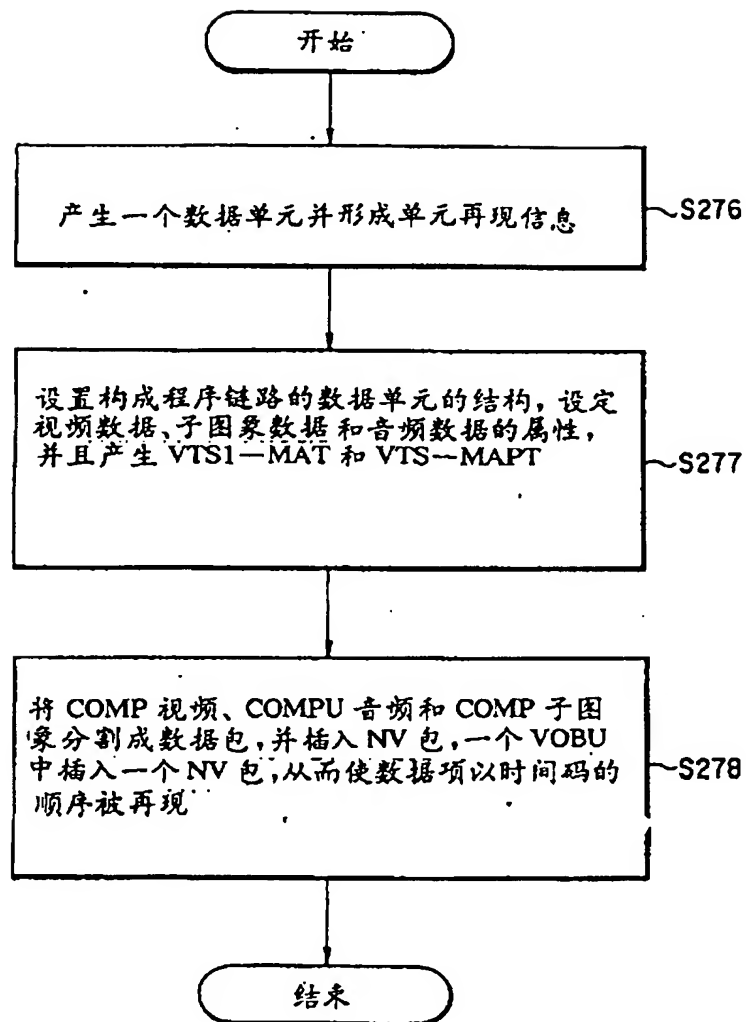 开始
产生一个数据单元并形成单元再现信息
S276
设置构成程序链路的数据单元的结构,设定
视频数据、子图象数据和音频数据的属性,
并且产生 VTS1—MAT 和 VTS—MAPT
S277
将 COMP 视频、COMPU 音频和 COMP 子图
象分割成数据包,并插入 NV 包,一个 VOBU
中插入一个 NV 包,从而使数据项以时间码的
顺序被再现
S278
结束